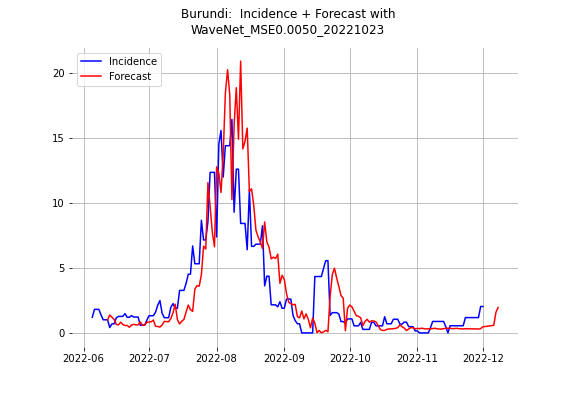 Burundi:  Incidence + Forecast with
WaveNet_MSE0.0050_20221023
Incidence
Forecast
20
15
10
5
0
2022-06 2022-07 2022-08 2022-09 2022-10 2022-11 2022-12